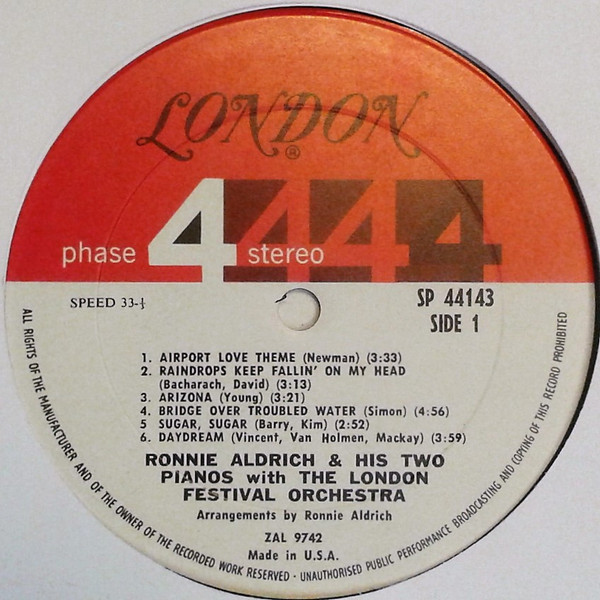 LONDON
®
phase 4 stereo 444
SPEED 33-⅓
SP 44143
SIDE 1
1. AIRPORT LOVE THEME (Newman) (3:33)
2. RAINDROPS KEEP FALLIN' ON MY HEAD
(Bacharach, David) (3:13)
3. ARIZONA (Young) (3:21)
4. BRIDGE OVER TROUBLED WATER (Simon) (4:56)
5 SUGAR, SUGAR (Barry, Kim) (2:52)
6. DAYDREAM (Vincent, Van Holmen, Mackay) (3:59)
RONNIE ALDRICH & HIS TWO
PIANOS with THE LONDON
FESTIVAL ORCHESTRA
Arrangements by Ronnie Aldrich
ZAL 9742
Made in U.S.A.
ALL RIGHTS OF THE MANUFACTURER AND OF THE OWNER OF THE RECORDED WORK RESERVED - UNAUTHORISED PUBLIC PERFORMANCE BROADCASTING AND COPYING OF THIS RECORD PROHIBITED